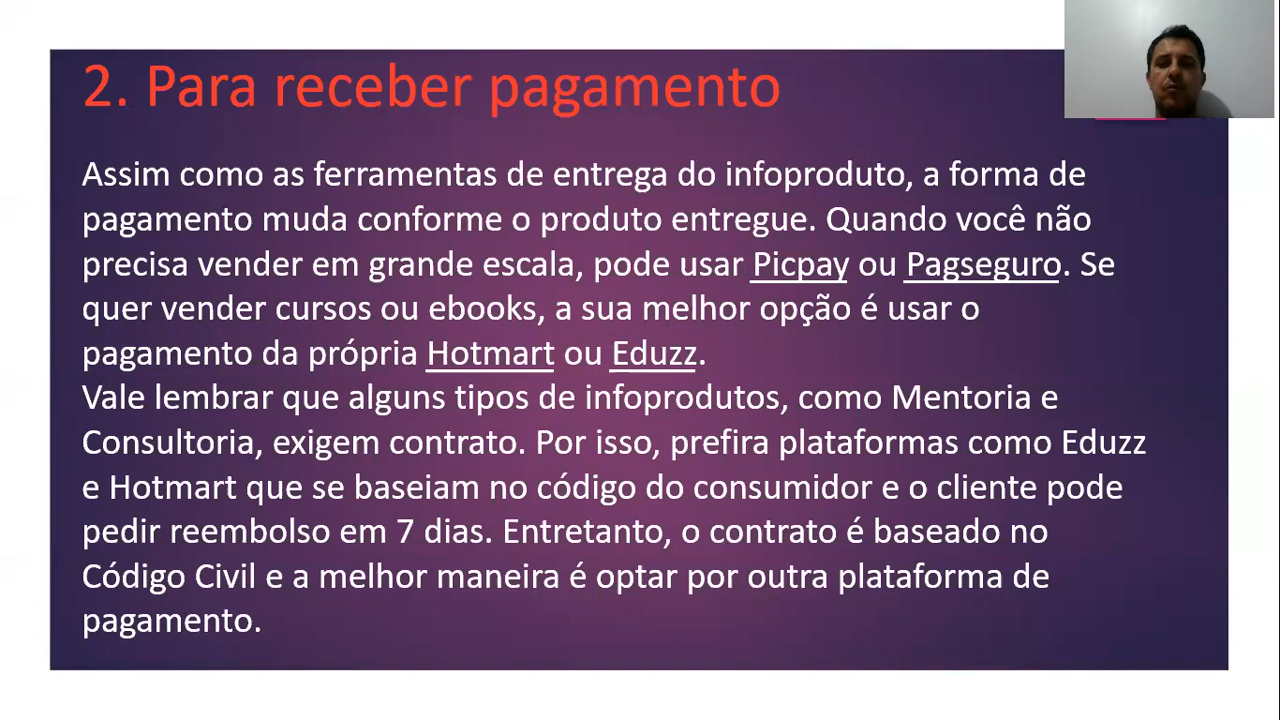 2. Para receber pagamento
Assim como as ferramentas de entrega do infoproduto, a forma de
pagamento muda conforme o produto entregue. Quando você não
precisa vender em grande escala, pode usar Picpay ou Pagseguro. Se
quer vender cursos ou ebooks, a sua melhor opção é usar o
pagamento da própria Hotmart ou Eduzz.
Vale lembrar que alguns tipos de infoprodutos, como Mentoria e
Consultoria, exigem contrato. Por isso, prefira plataformas como Eduzz
e Hotmart que se baseiam no código do consumidor e o cliente pode
pedir reembolso em 7 dias. Entretanto, o contrato é baseado no
Código Civil e a melhor maneira é optar por outra plataforma de
pagamento.